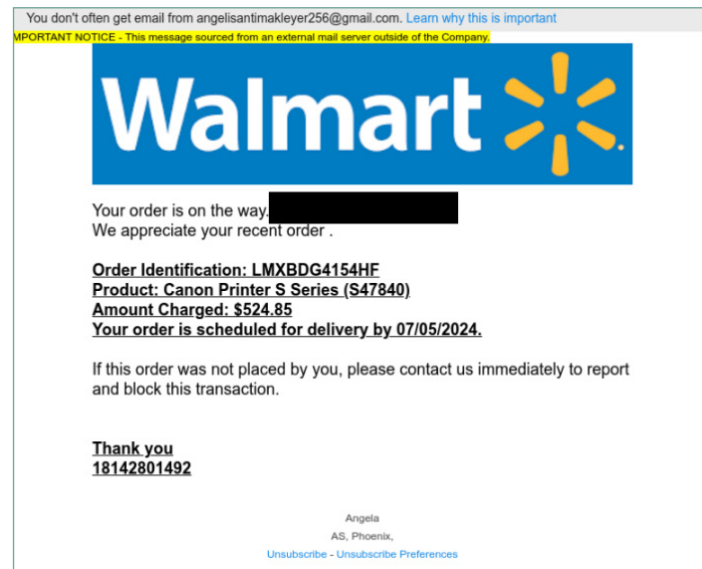 You don't often get email from angelisantimakleyer256@gmail.com. Learn why this is important
MPORTANT NOTICE - This message sourced from an external mail server outside of the Company.
Walmart
Your order is on the way.
We appreciate your recent order .
Order Identification: LMXBDG4154HF
Product: Canon Printer S Series (S47840)
Amount Charged: $524.85
Your order is scheduled for delivery by 07/05/2024.
If this order was not placed by you, please contact us immediately to report
and block this transaction.
Thank you
18142801492
Angela
AS, Phoenix,
Unsubscribe - Unsubscribe Preferences